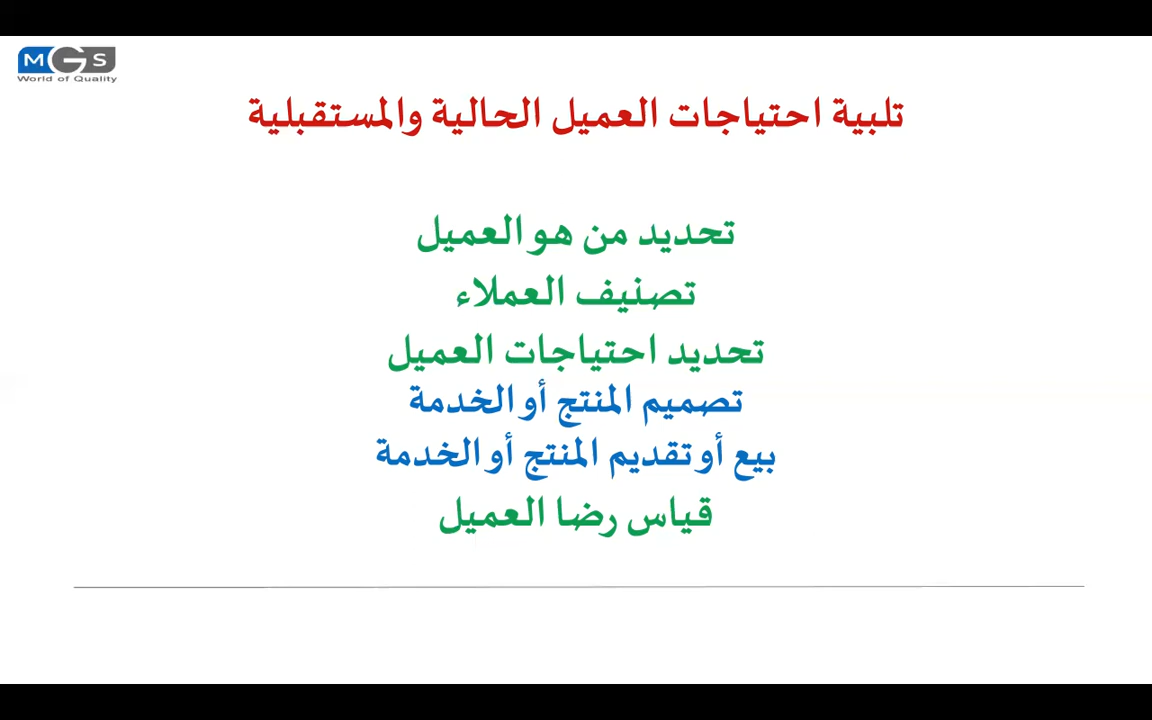 MGS
World of Quality
تلبية احتياجات العميل الحالية والمستقبلية
تحديد من هو العميل
تصنيف العملاء
تحديد احتياجات العميل
تصميم المنتج أو الخدمة
بيع أو تقديم المنتج أو الخدمة
قياس رضا العميل